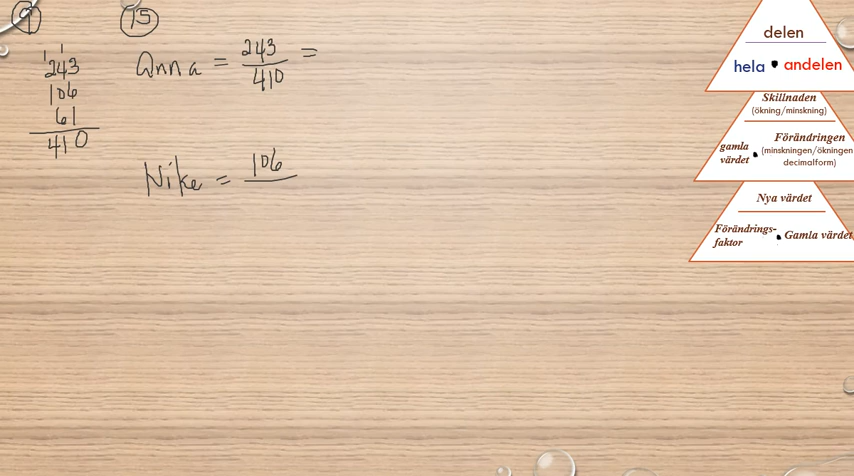 9 15
1 1
243
106
61
410
Anna = 243/410 =
Nike = 106/
delen
hela • andelen
Skillnaden
(ökning/minskning)
Förändringen
gamla värdet • (minskningen/ökningen decimalform)
Nya värdet
Förändrings-
faktor • Gamla värdet